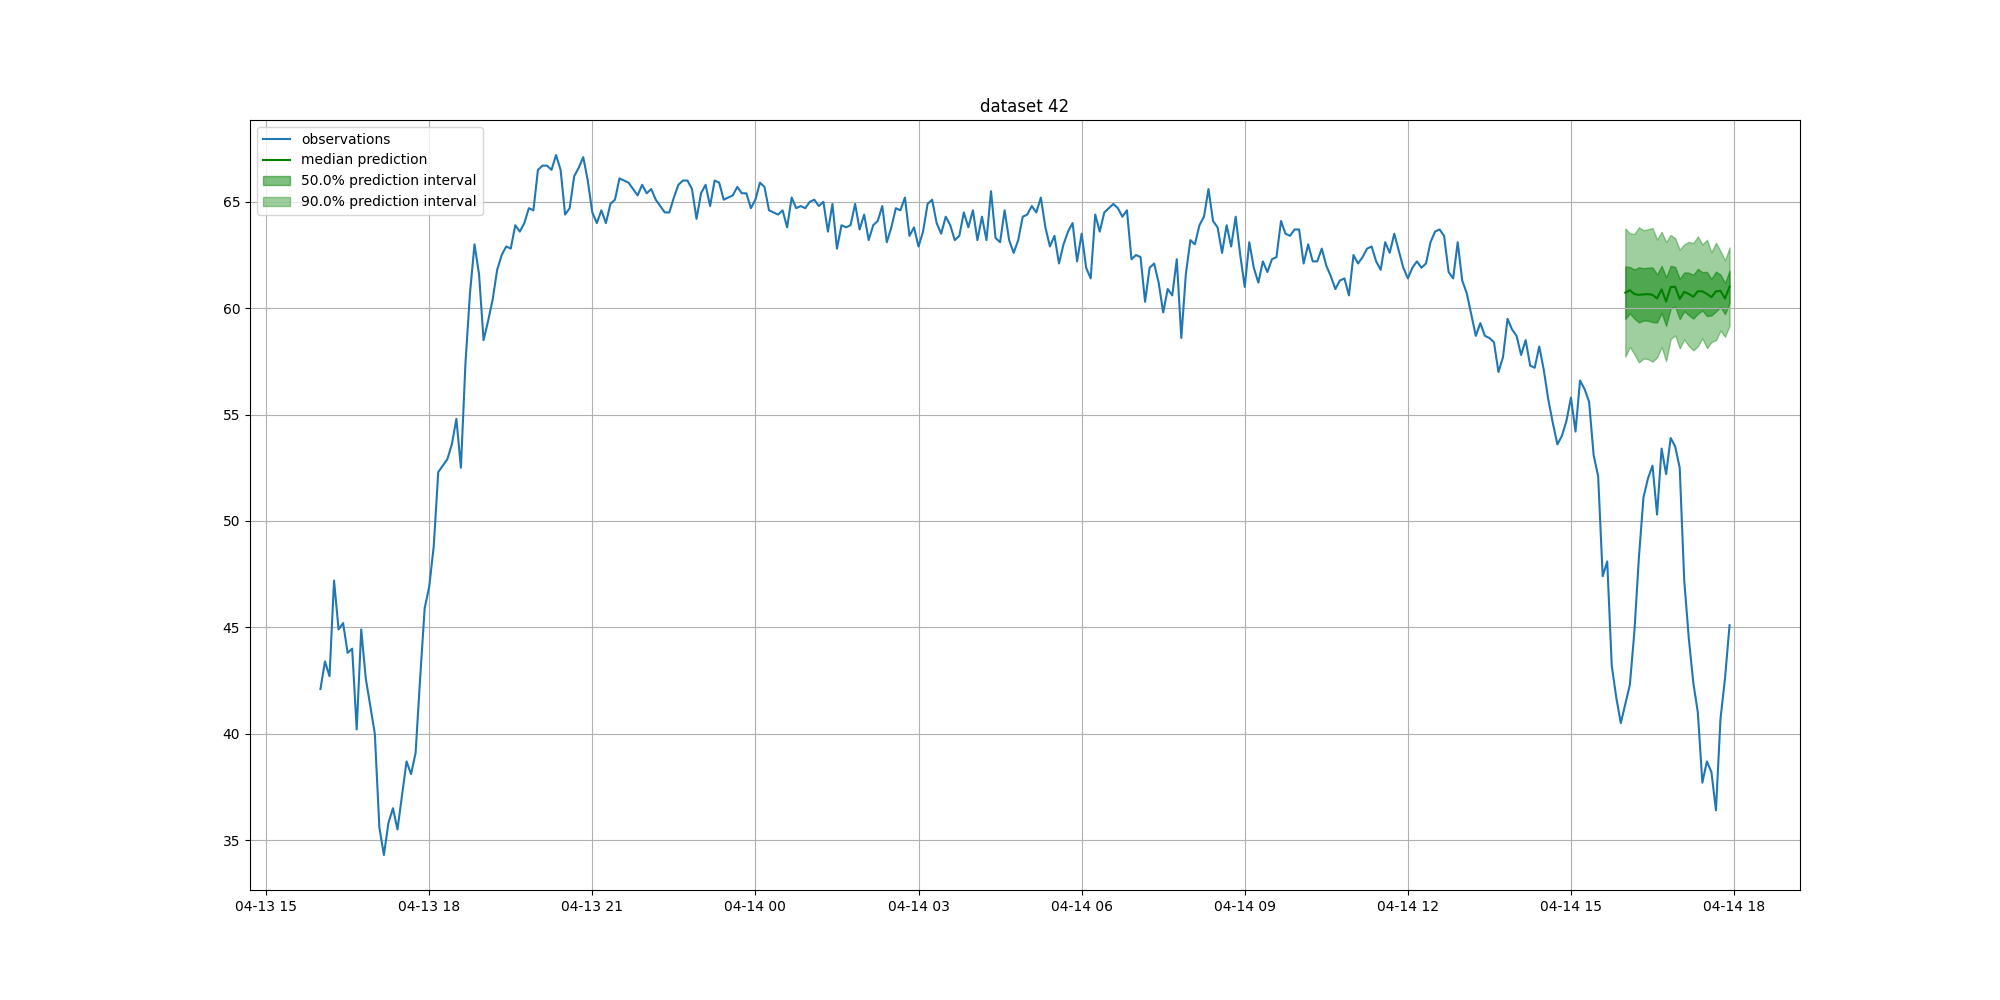 dataset 42
observations
median prediction
50.0% prediction interval
90.0% prediction interval
65
60
55
50
45
40
35
04-13 15 04-13 18 04-13 21 04-14 00 04-14 03 04-14 06 04-14 09 04-14 12 04-14 15 04-14 18